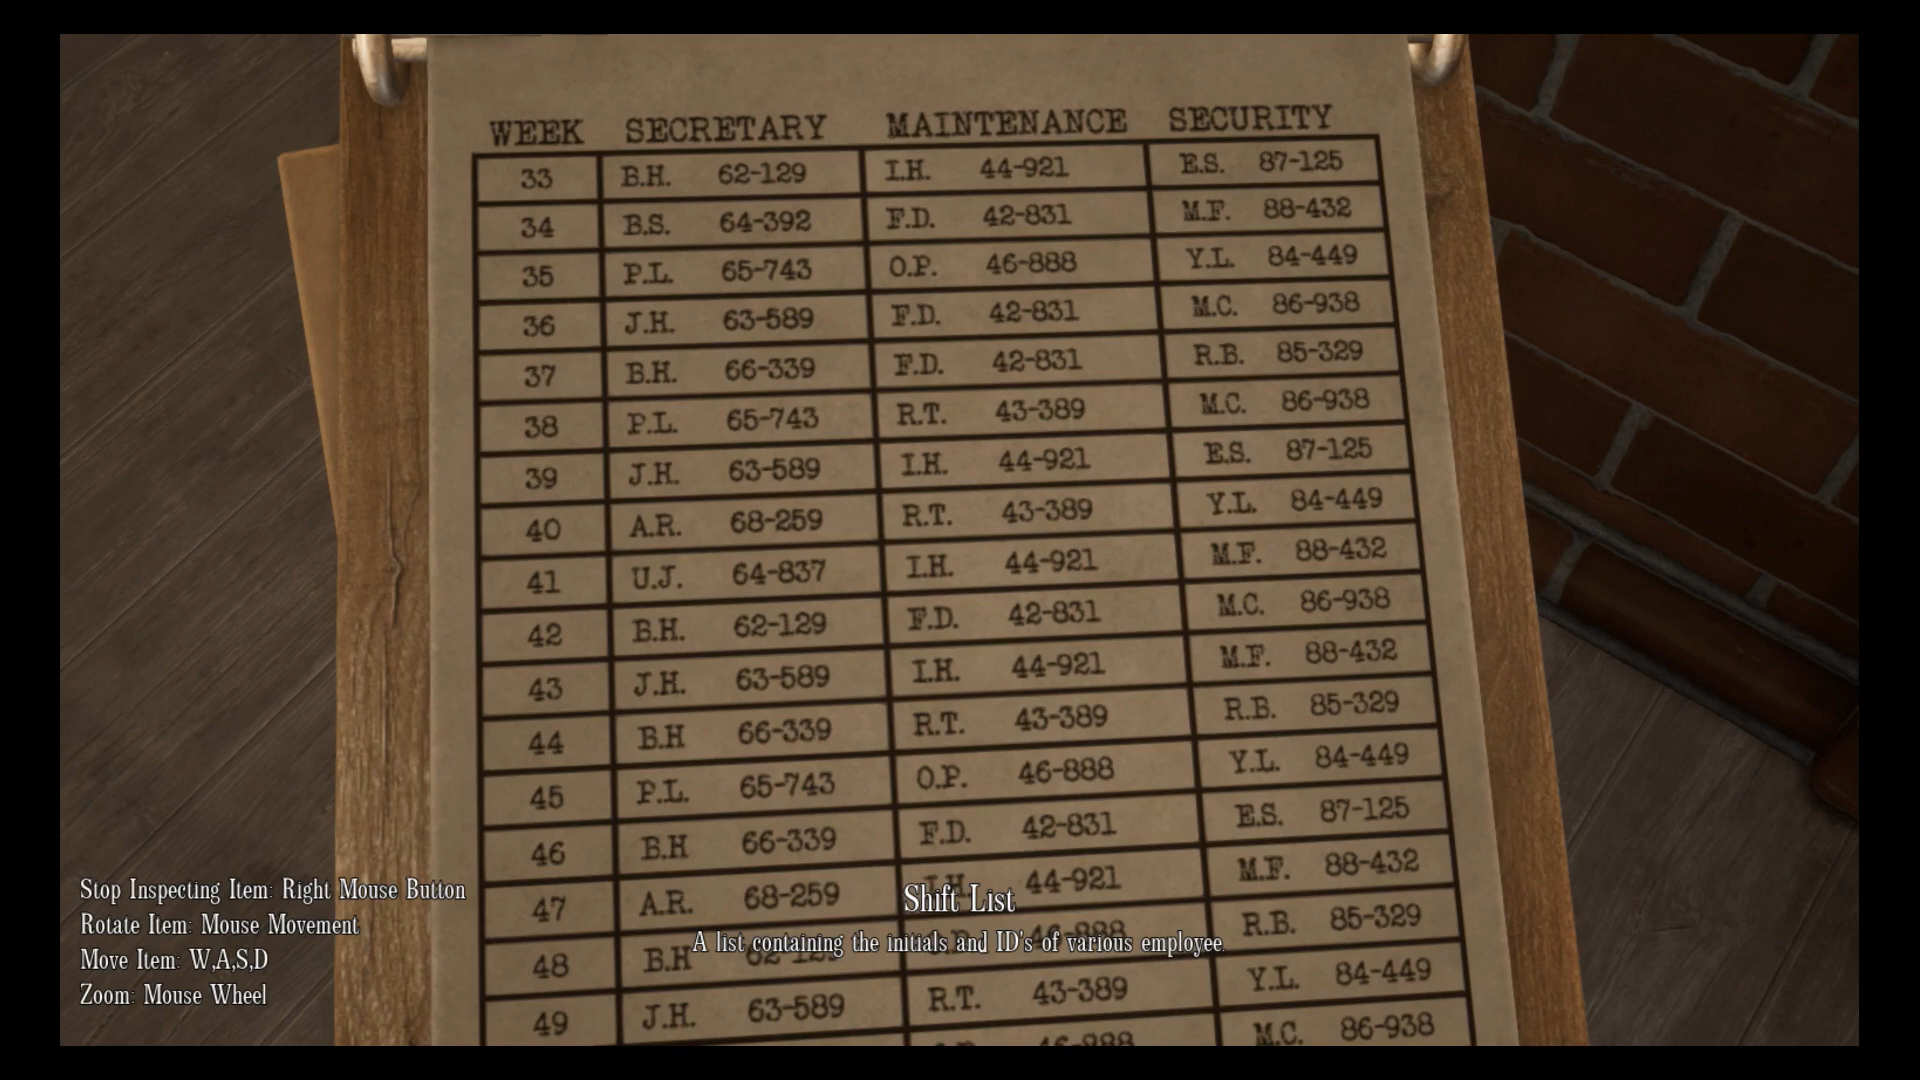 WEEK SECRETARY MAINTENANCE SECURITY
33 B.H. 62-129 I.H. 44-921 E.S. 87-125
34 B.S. 64-392 F.D. 42-831 M.F. 88-432
35 P.L. 65-743 O.P. 46-888 Y.L. 84-449
36 J.H. 63-589 F.D. 42-831 M.C. 86-938
37 B.H. 66-339 F.D. 42-831 R.B. 85-329
38 P.L. 65-743 R.T. 43-389 M.C. 86-938
39 J.H. 63-589 I.H. 44-921 E.S. 87-125
40 A.R. 68-259 R.T. 43-389 Y.L. 84-449
41 U.J. 64-837 I.H. 44-921 M.F. 88-432
42 B.H. 62-129 F.D. 42-831 M.C. 86-938
43 J.H. 63-589 I.H. 44-921 M.F. 88-432
44 B.H 66-339 R.T. 43-389 R.B. 85-329
45 P.L. 65-743 O.P. 46-888 Y.L. 84-449
46 B.H 66-339 F.D. 42-831 E.S. 87-125
47 A.R. 68-259 I.H. 44-921 M.F. 88-432
48 B.H 62-129 46-888 R.B. 85-329
49 J.H. 63-589 R.T. 43-389 Y.L. 84-449
M.C. 86-938
Shift List
A list containing the initials and ID's of various employee.
Stop Inspecting Item: Right Mouse Button
Rotate Item: Mouse Movement
Move Item: W,A,S,D
Zoom: Mouse Wheel